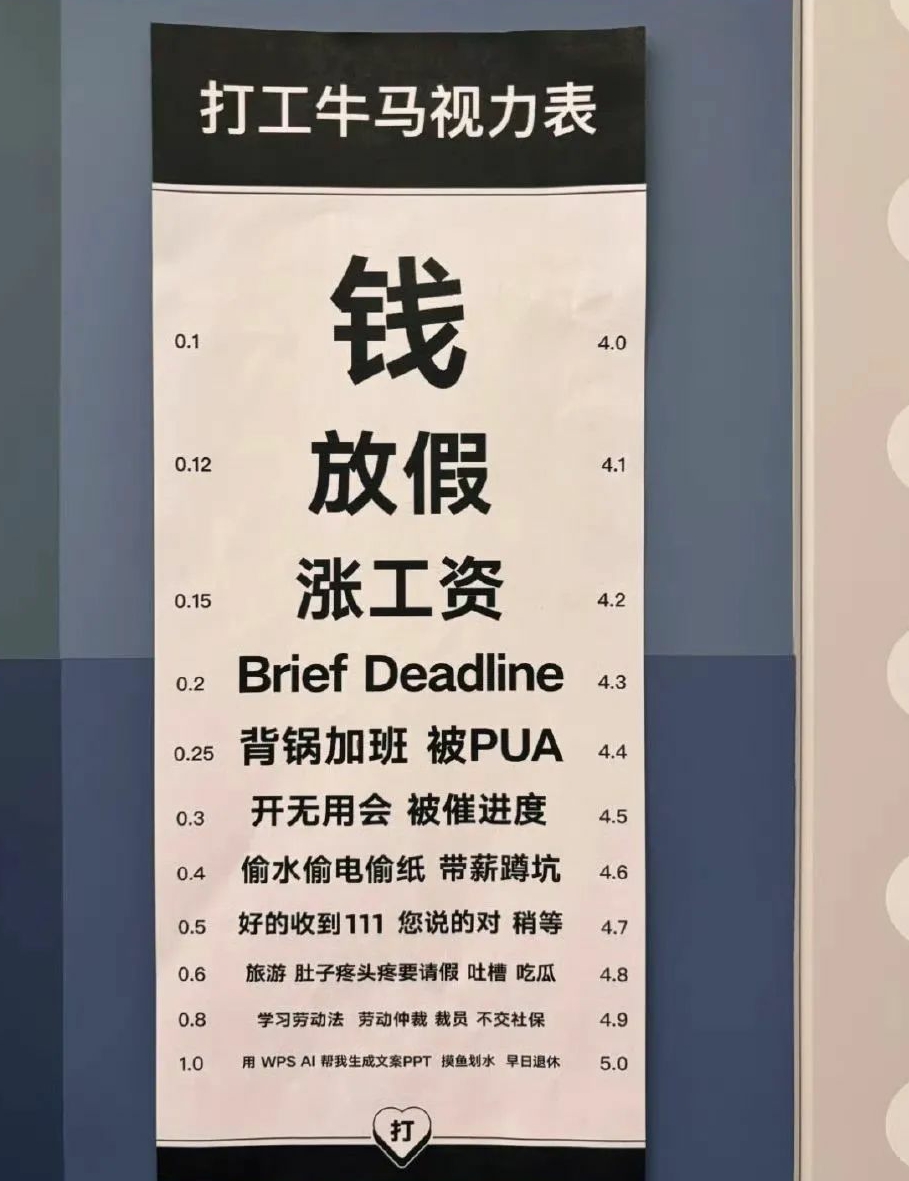 打工牛马视力表
0.1 钱 4.0
0.12 放假 4.1
0.15 涨工资 4.2
0.2 Brief Deadline 4.3
0.25 背锅加班 被PUA 4.4
0.3 开无用会 被催进度 4.5
0.4 偷水偷电偷纸 带薪蹲坑 4.6
0.5 好的收到111 您说的对 稍等 4.7
0.6 旅游 肚子疼头疼要请假 吐槽 吃瓜 4.8
0.8 学习劳动法 劳动仲裁 裁员 不交社保 4.9
1.0 用 WPS AI 帮我生成文案PPT 摸鱼划水 早日退休 5.0
打